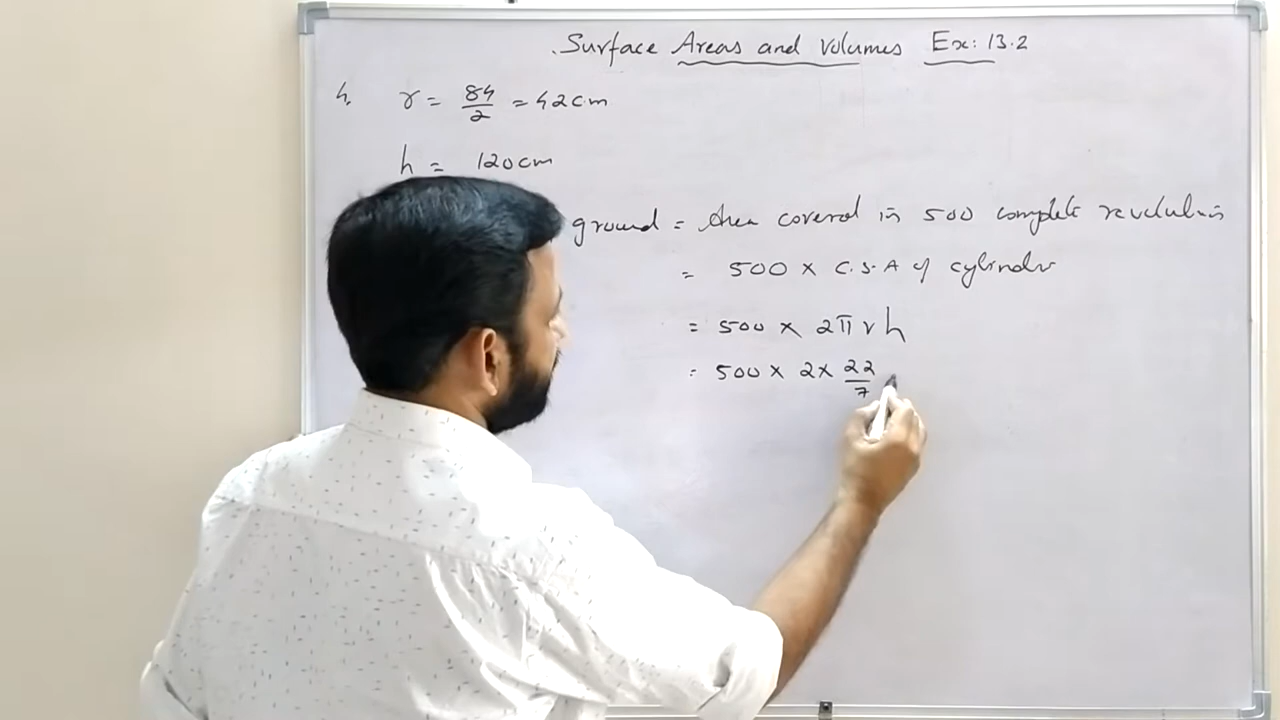 Surface Areas and volumes Ex: 13.2
4. r = 84/2 = 42cm
h = 120cm
ground = Area covered in 500 complete revolutions
= 500 × C.S.A of cylinder
= 500 × 2πrh
= 500 × 2 × 22/7